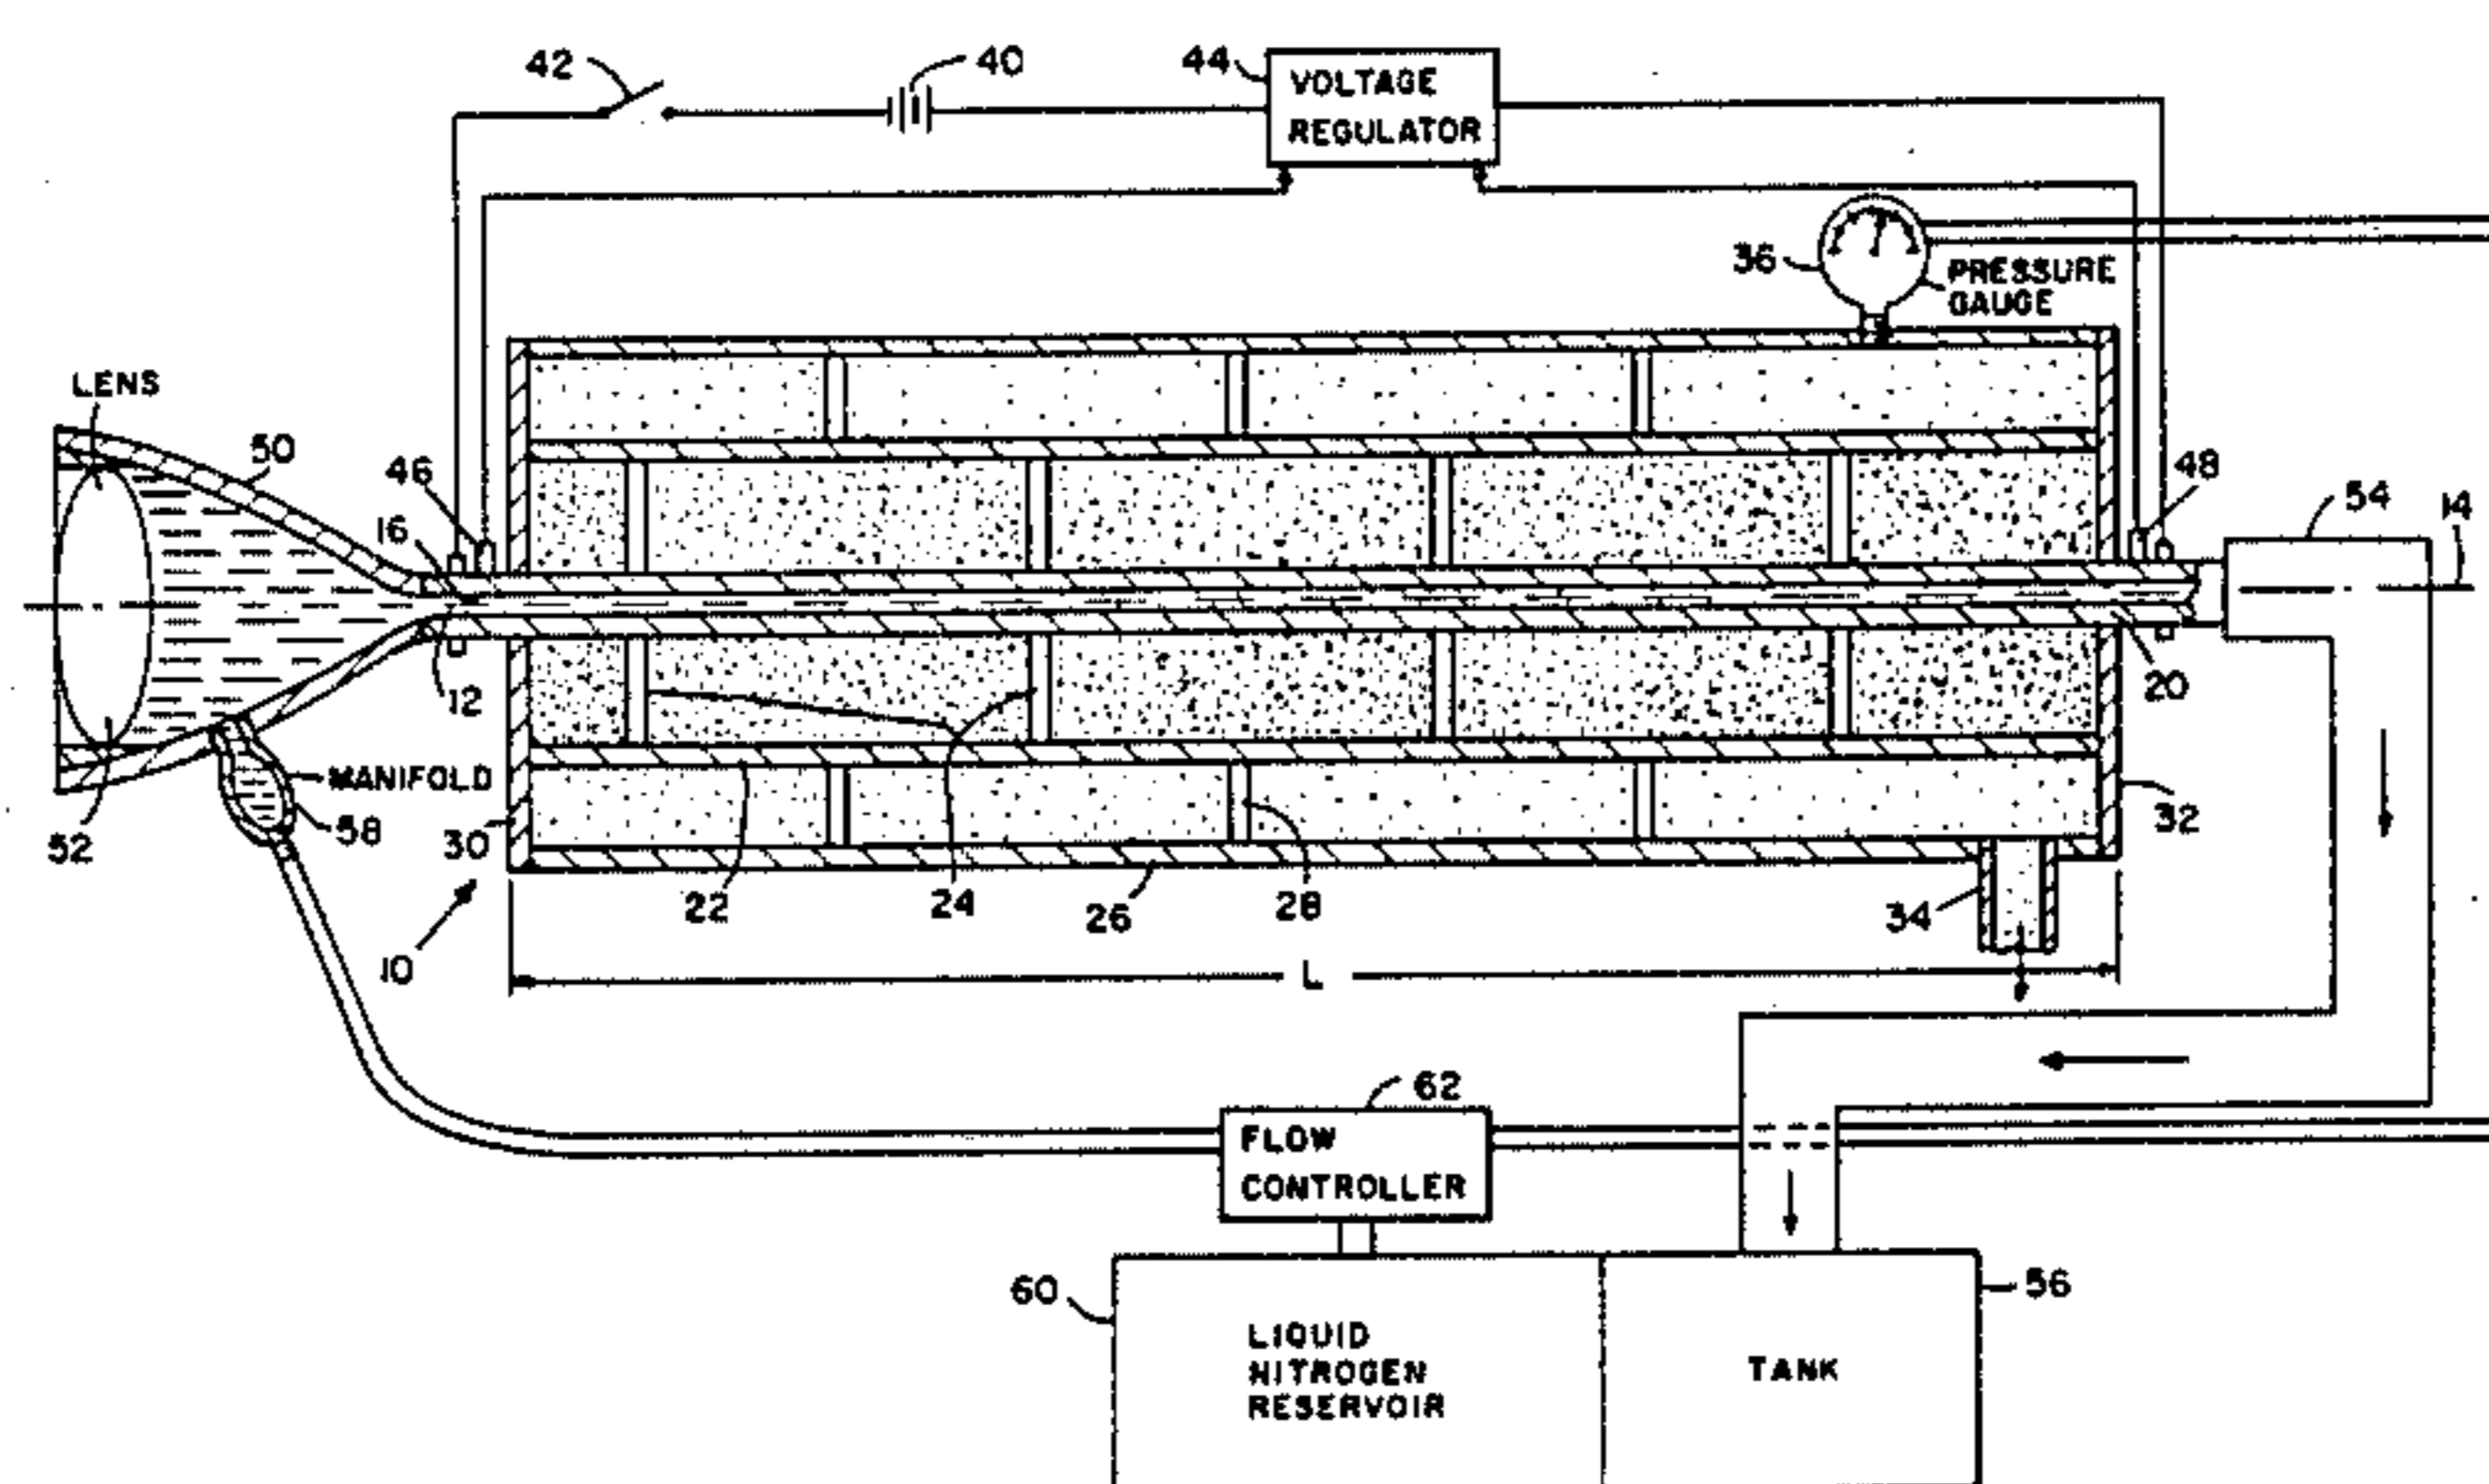 42
40
44
VOLTAGE
REGULATOR
36
PRESSURE
GAUGE
LENS
50
46
16
48
54
14
12
20
MANIFOLD
58
52
30
32
22
24
26
28
34
10
L
62
FLOW
CONTROLLER
60
56
LIQUID
NITROGEN
RESERVOIR
TANK